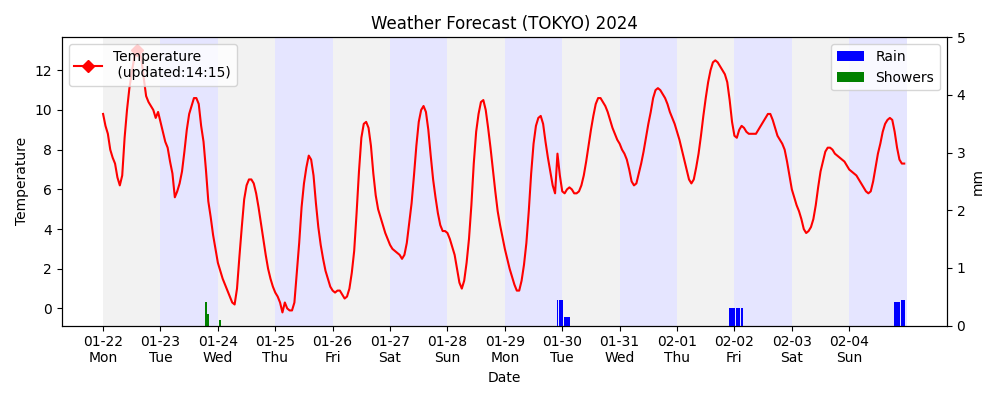 Weather Forecast (TOKYO) 2024
Temperature
(updated:14:15)
Rain
Showers
Temperature
12
10
8
6
4
2
0
5
4
3
2
1
0
mm
01-22 01-23 01-24 01-25 01-26 01-27 01-28 01-29 01-30 01-31 02-01 02-02 02-03 02-04
Mon Tue Wed Thu Fri Sat Sun Mon Tue Wed Thu Fri Sat Sun
Date